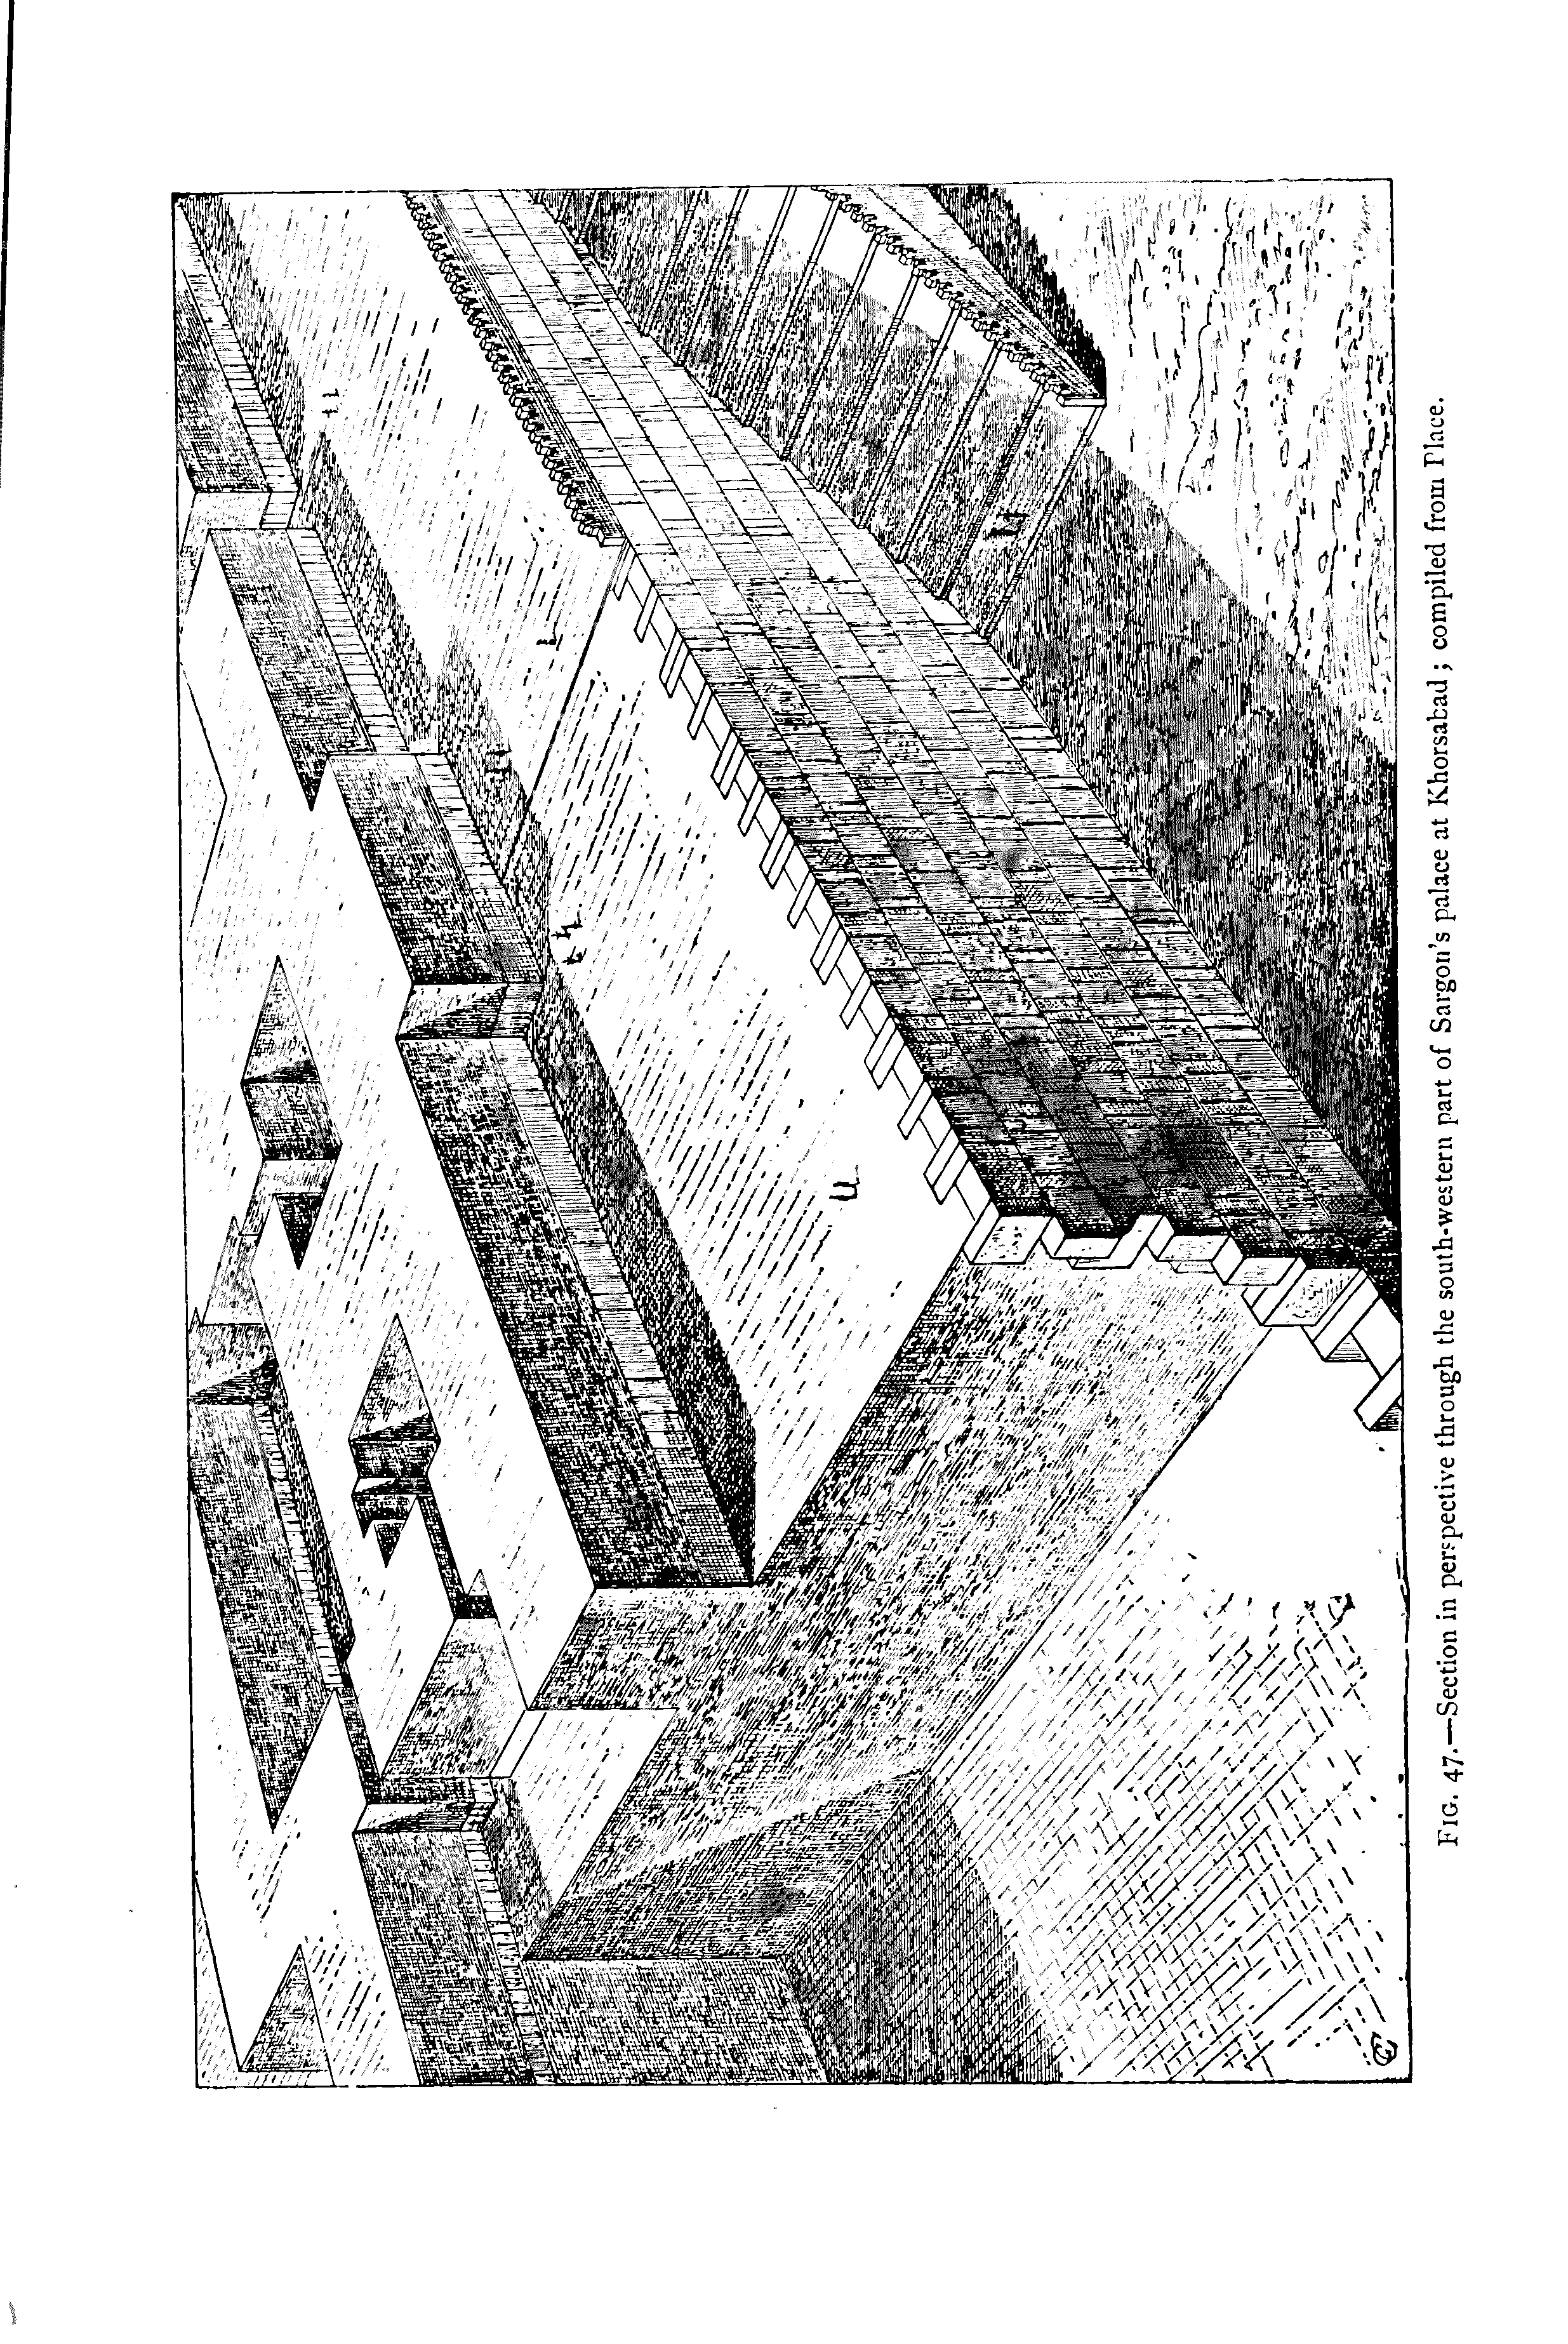 FIG. 47.—Section in perspective through the south-western part of Sargon's palace at Khorsabad ; compiled from Place.